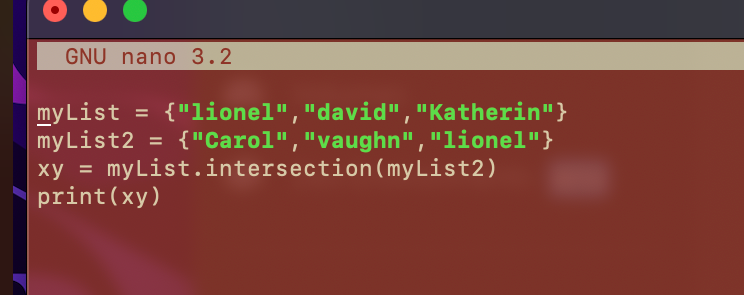 GNU nano 3.2
myList = {"lionel","david","Katherin"}
myList2 = {"Carol","vaughn","lionel"}
xy = myList.intersection(myList2)
print(xy)